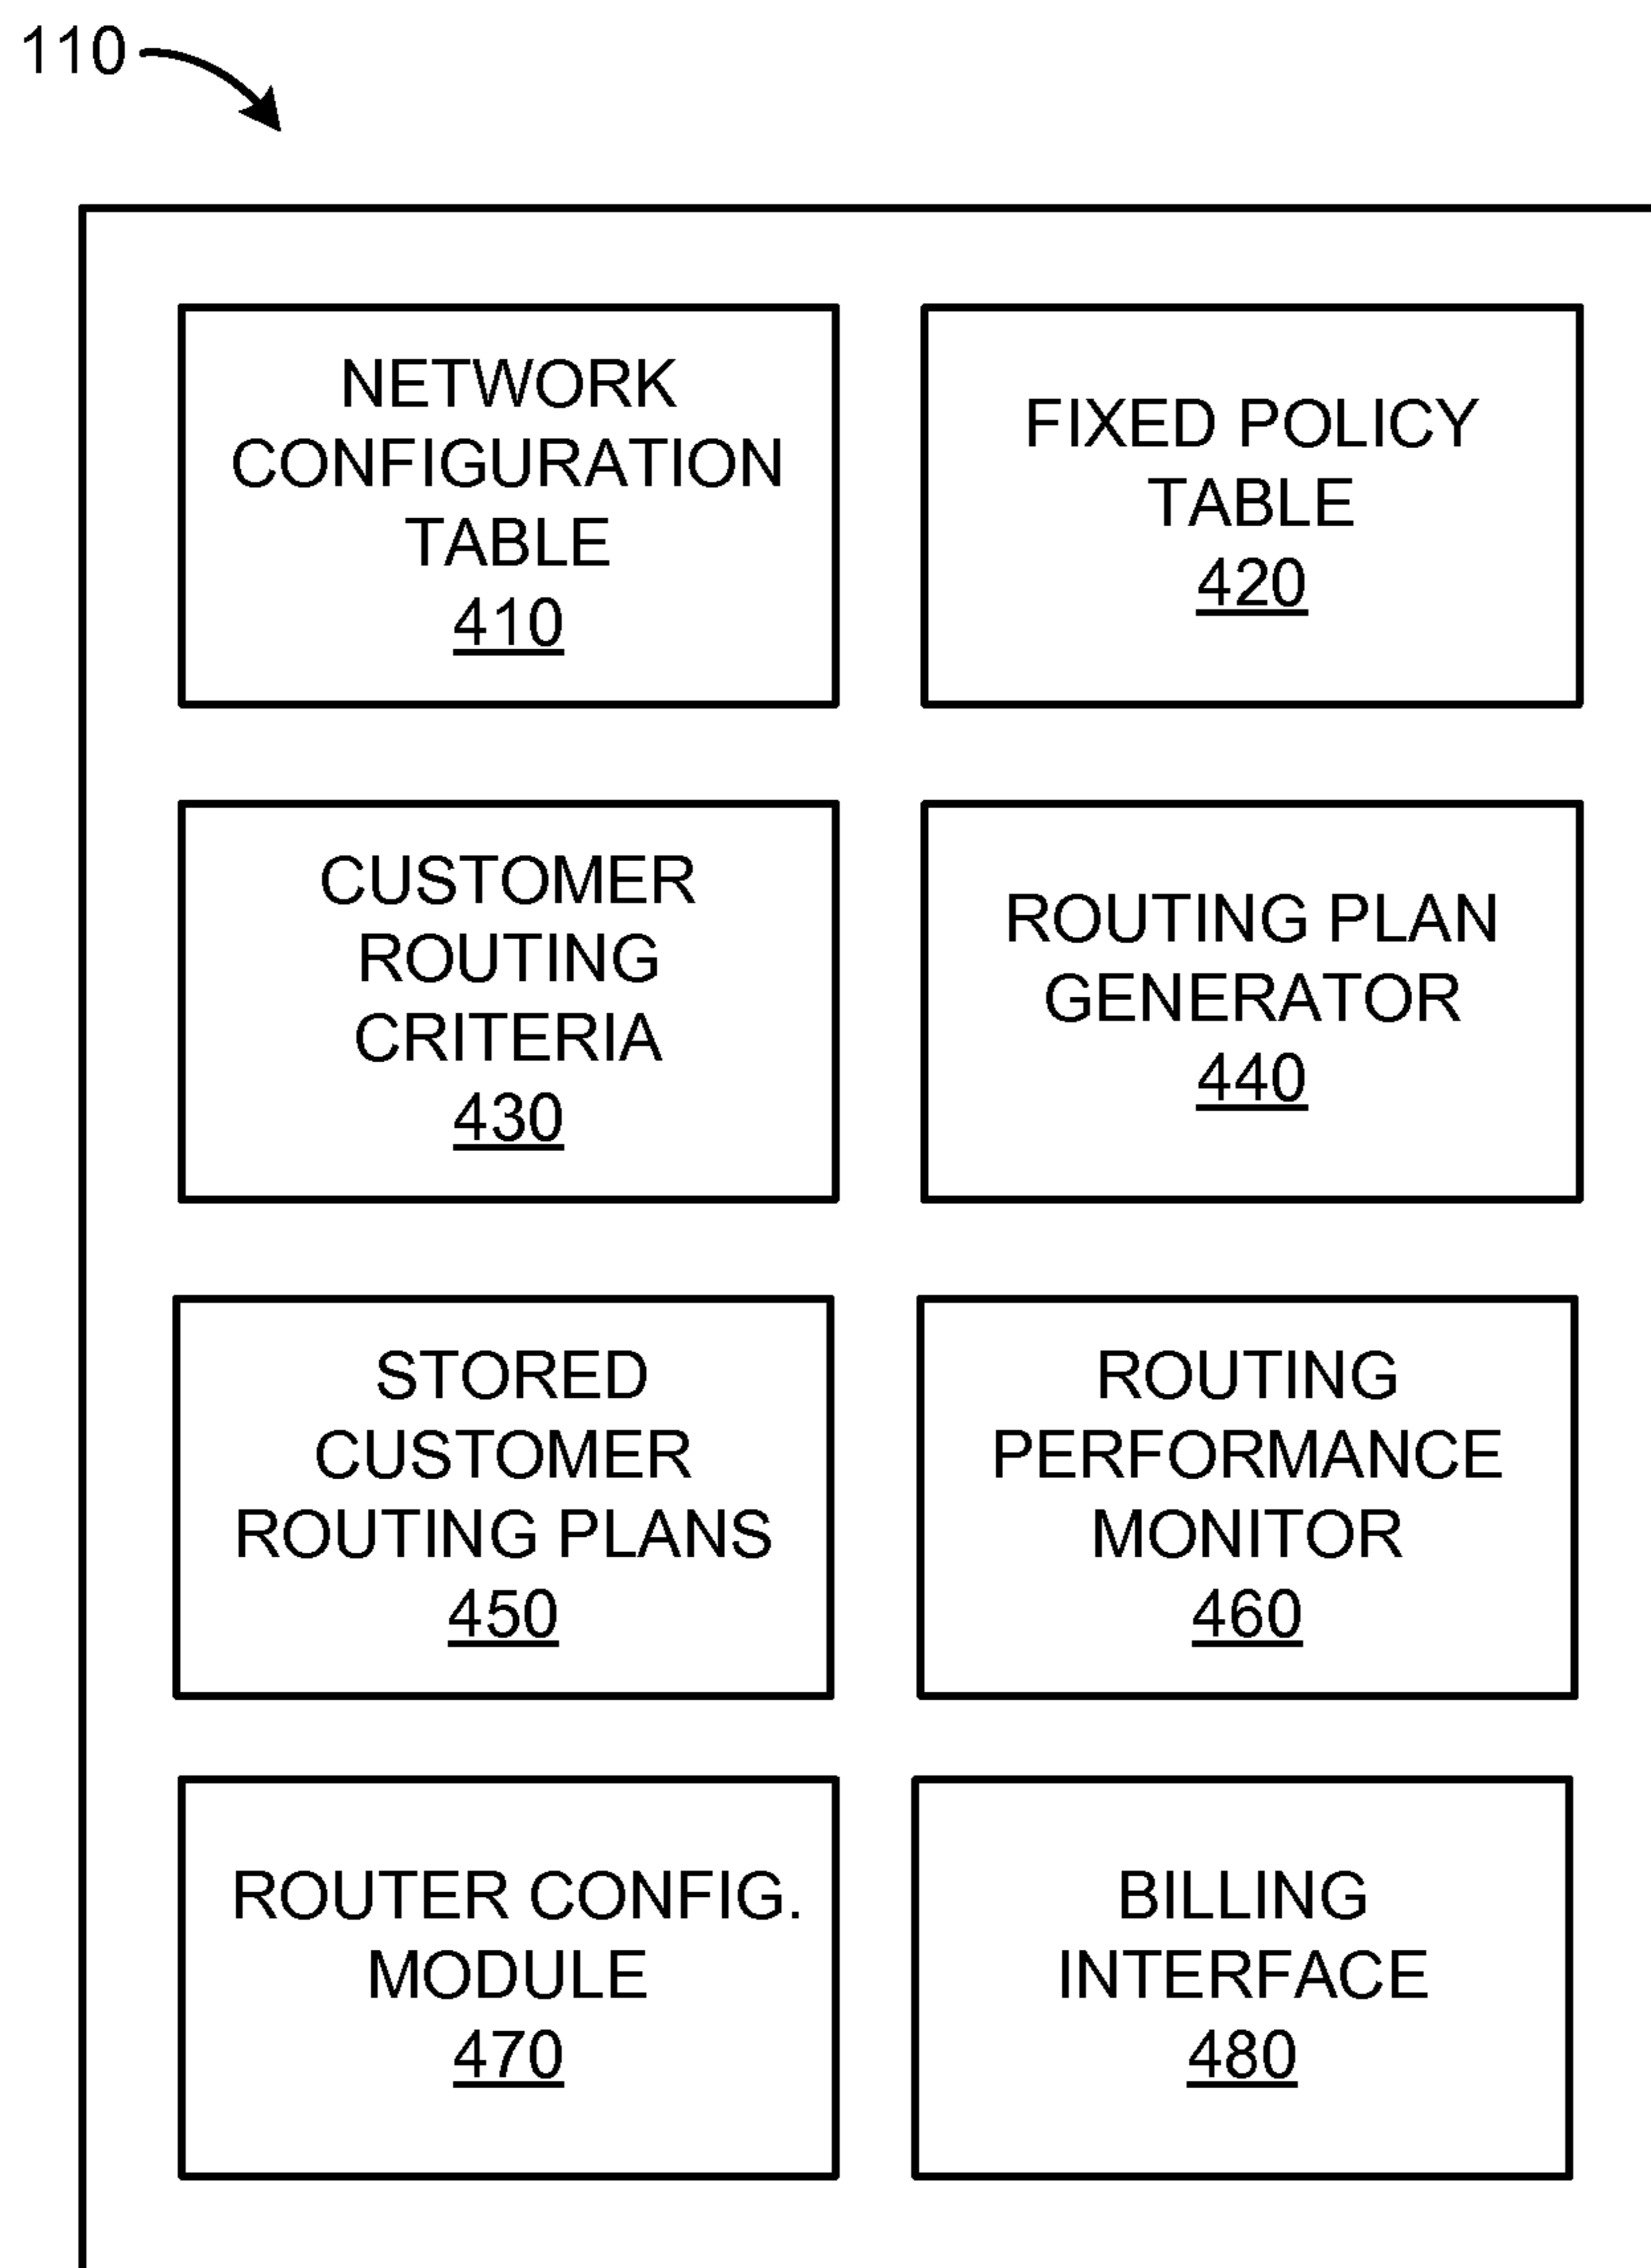 110
NETWORK
CONFIGURATION
TABLE
410
FIXED POLICY
TABLE
420
CUSTOMER
ROUTING
CRITERIA
430
ROUTING PLAN
GENERATOR
440
STORED
CUSTOMER
ROUTING PLANS
450
ROUTING
PERFORMANCE
MONITOR
460
ROUTER CONFIG.
MODULE
470
BILLING
INTERFACE
480